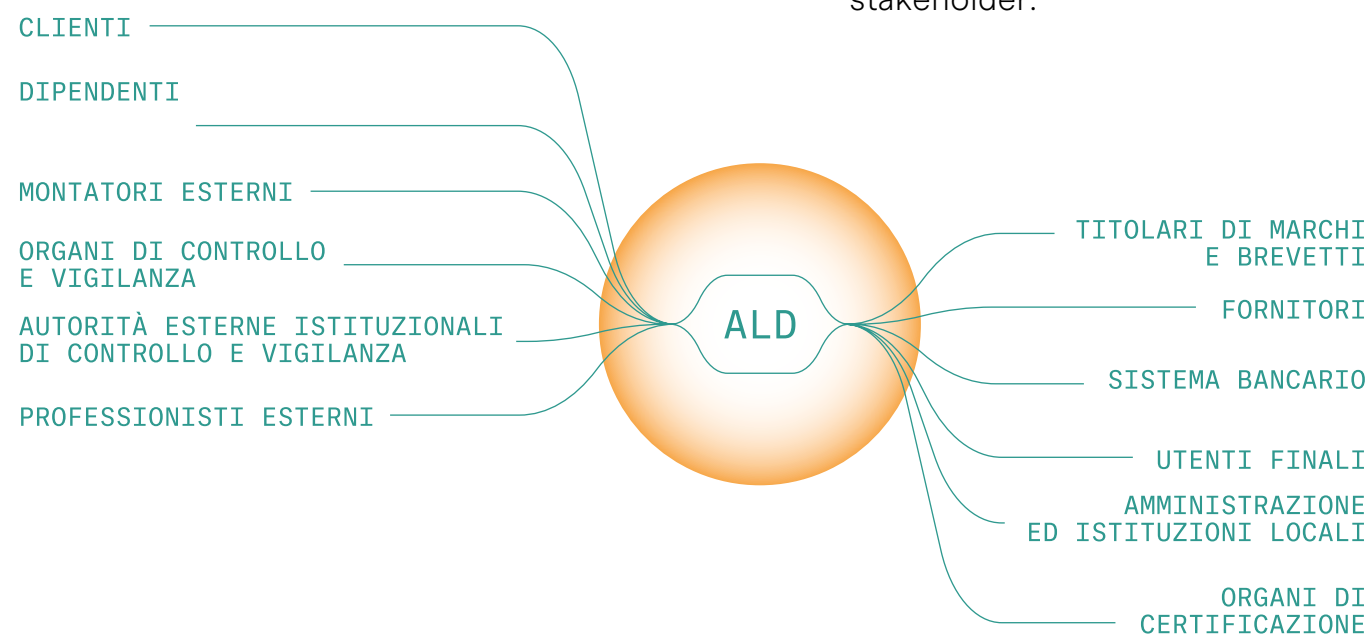 stakeholder.
CLIENTI
DIPENDENTI
MONTATORI ESTERNI
ORGANI DI CONTROLLO
E VIGILANZA
AUTORITÀ ESTERNE ISTITUZIONALI
DI CONTROLLO E VIGILANZA
PROFESSIONISTI ESTERNI
ALD
TITOLARI DI MARCHI
E BREVETTI
FORNITORI
SISTEMA BANCARIO
UTENTI FINALI
AMMINISTRAZIONE
ED ISTITUZIONI LOCALI
ORGANI DI
CERTIFICAZIONE